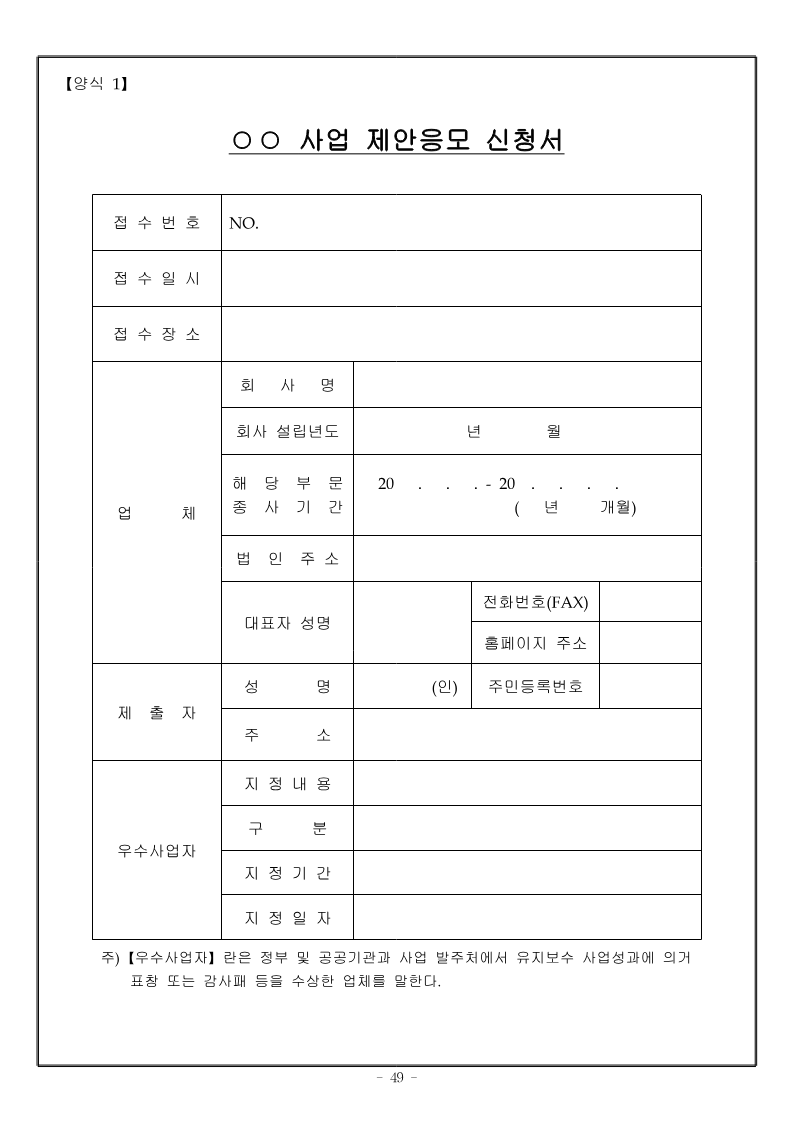 【양식 1】
○○ 사업 제안응모 신청서
접 수 번 호 NO.
접 수 일 시
접 수 장 소
업 체
회 사 명
회사 설립년도 년 월
해 당 부 문
종 사 기 간
20 . . . - 20 . . . .
( 년 개월)
법 인 주 소
대표자 성명
전화번호(FAX)
홈페이지 주소
제 출 자
성 명 (인) 주민등록번호
주 소
우수사업자
지 정 내 용
구 분
지 정 기 간
지 정 일 자
주)【우수사업자】란은 정부 및 공공기관과 사업 발주처에서 유지보수 사업성과에 의거
표창 또는 감사패 등을 수상한 업체를 말한다.
- 49 -